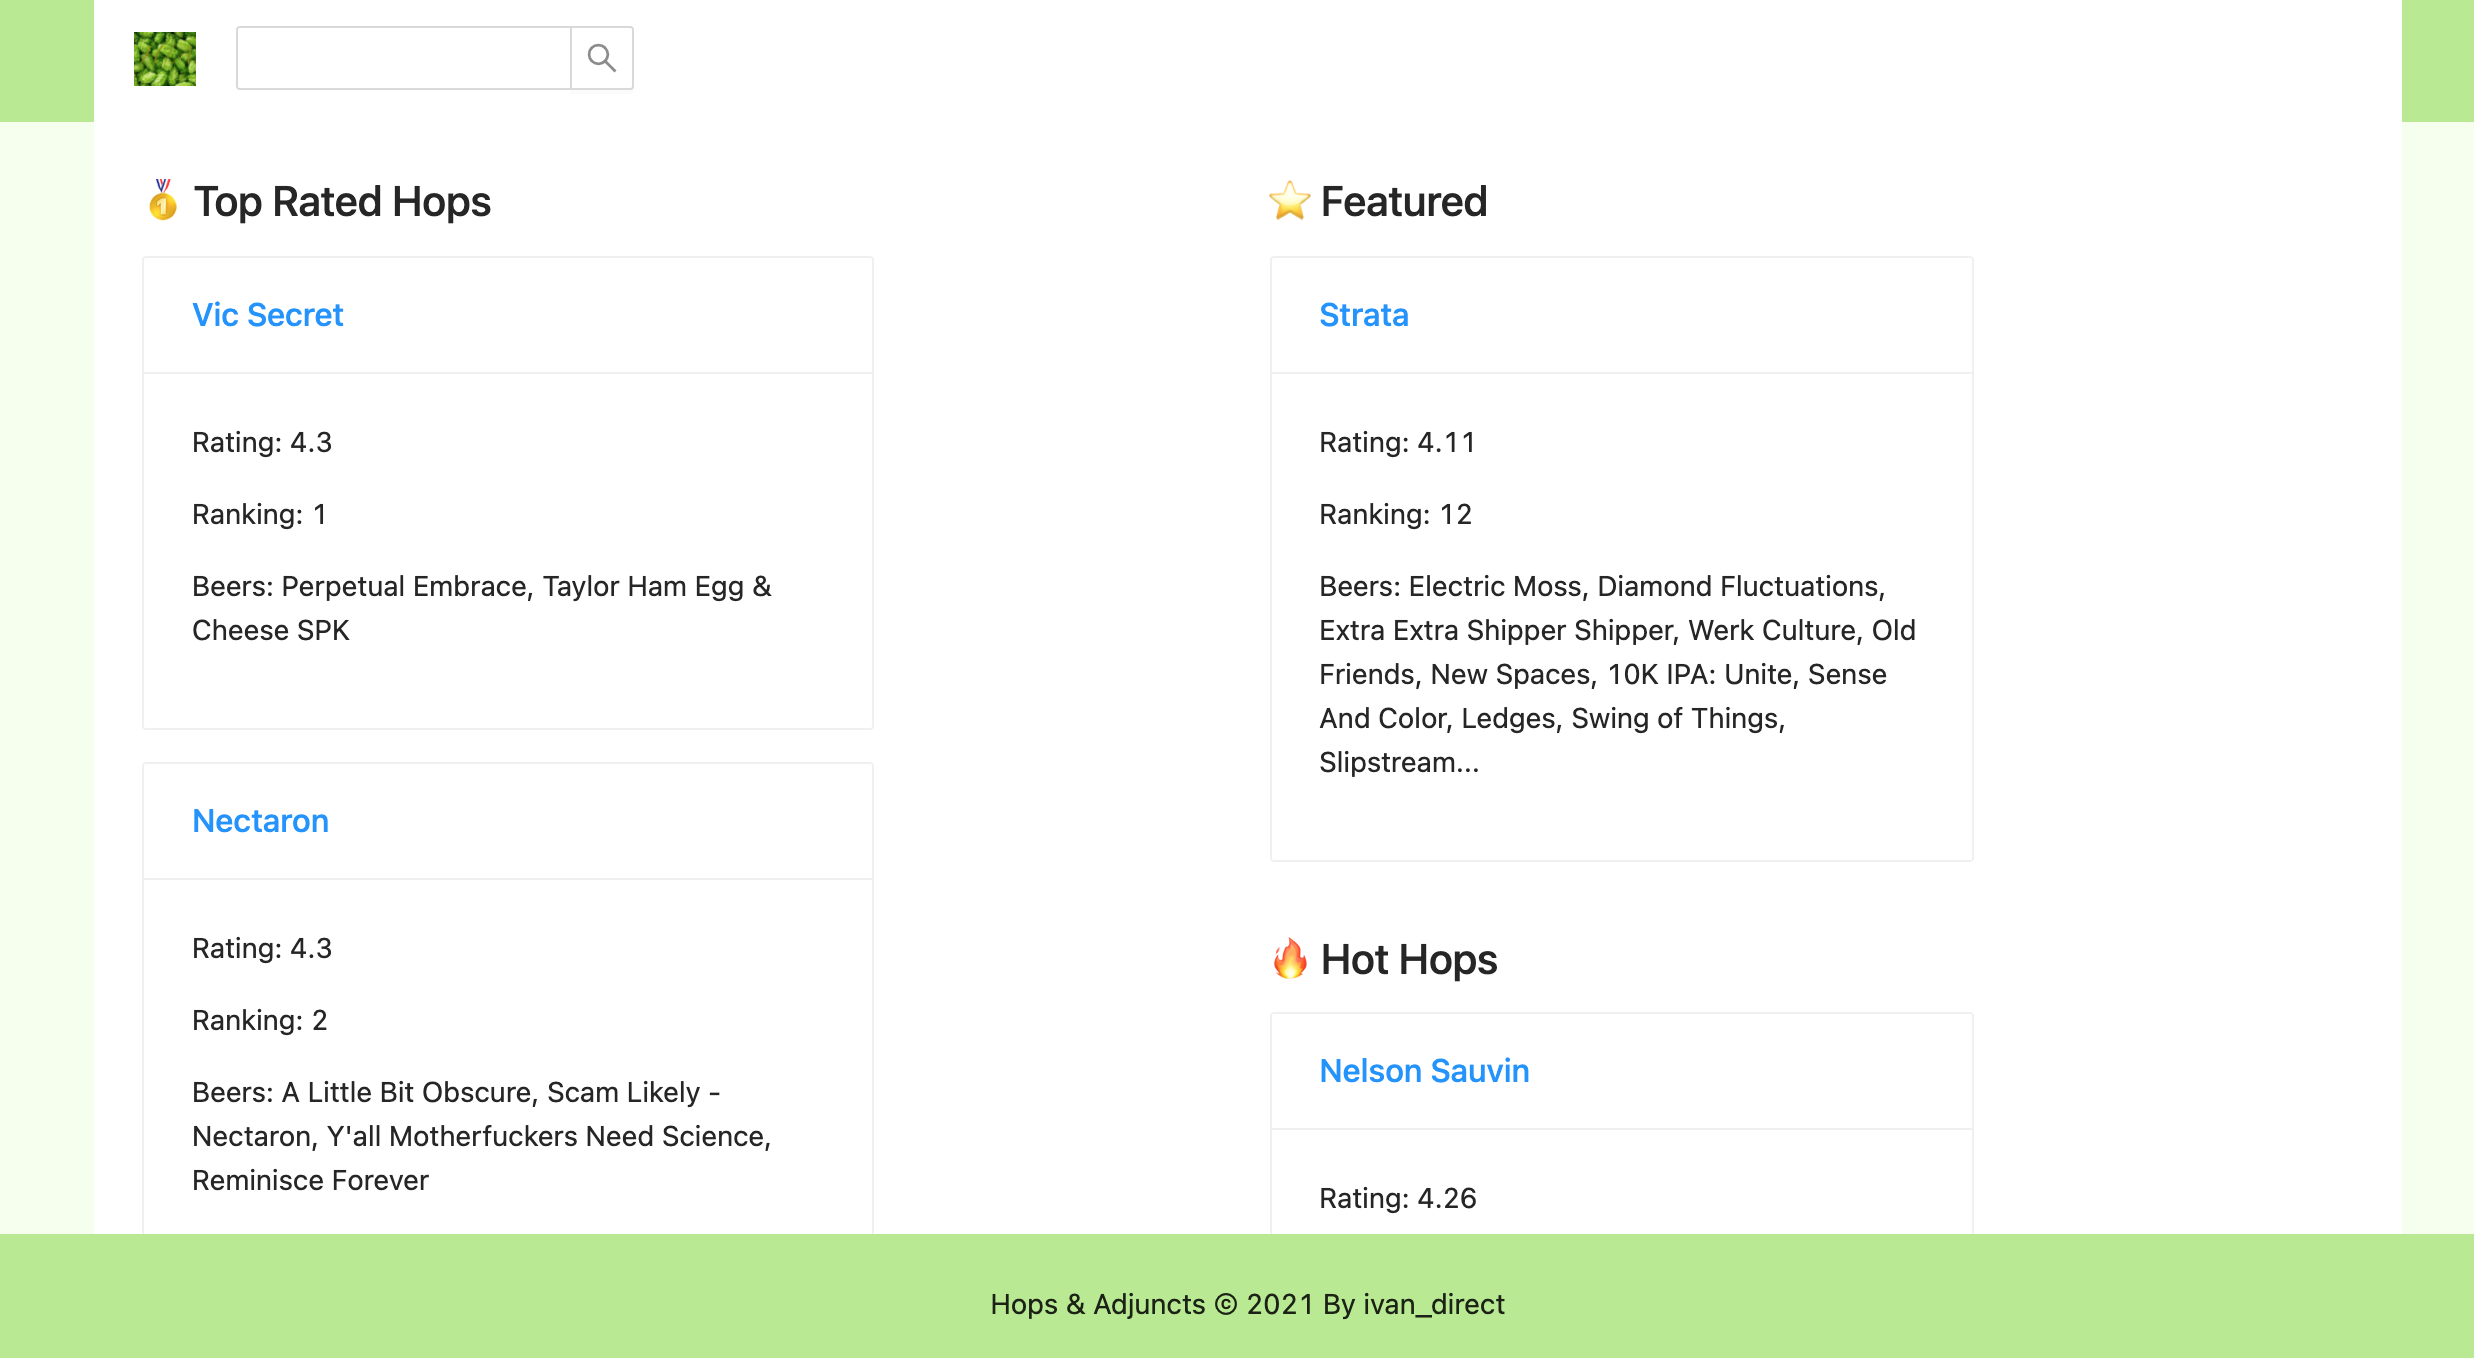 Top Rated Hops
Vic Secret
Rating: 4.3
Ranking: 1
Beers: Perpetual Embrace, Taylor Ham Egg &
Cheese SPK
Nectaron
Rating: 4.3
Ranking: 2
Beers: A Little Bit Obscure, Scam Likely -
Nectaron, Y'all Motherfuckers Need Science,
Reminisce Forever
Featured
Strata
Rating: 4.11
Ranking: 12
Beers: Electric Moss, Diamond Fluctuations,
Extra Extra Shipper Shipper, Werk Culture, Old
Friends, New Spaces, 10K IPA: Unite, Sense
And Color, Ledges, Swing of Things,
Slipstream...
Hot Hops
Nelson Sauvin
Rating: 4.26
Hops & Adjuncts © 2021 By ivan_direct